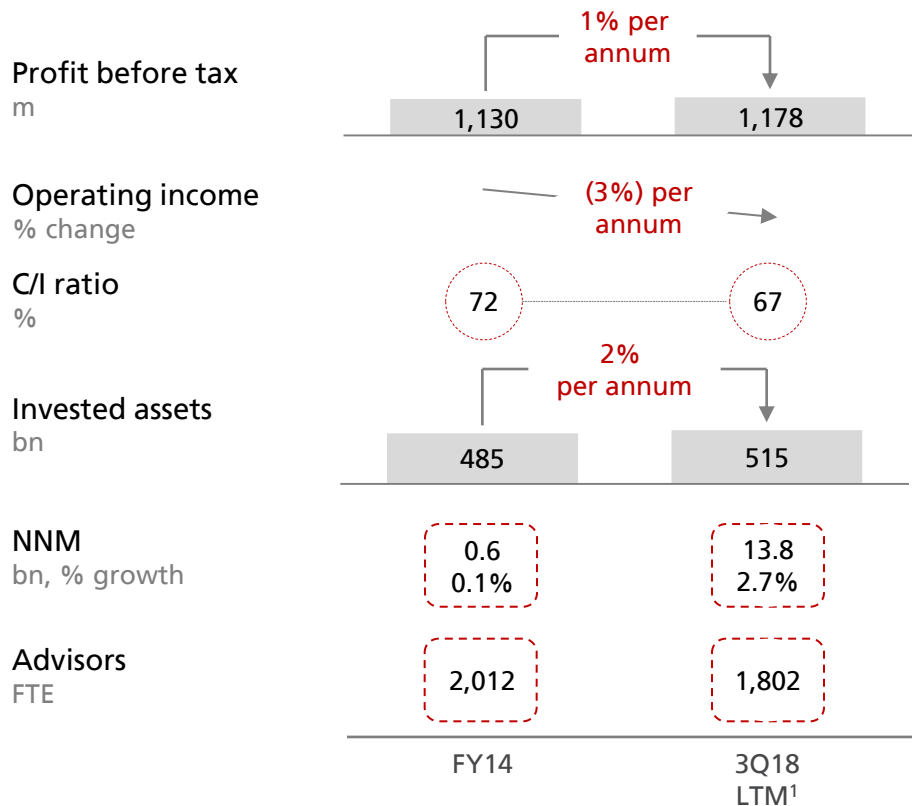 1% per
annum
Profit before tax
m
1,130
1,178
Operating income
% change
(3%) per
annum
C/I ratio
%
72
67
2%
per annum
Invested assets
bn
485
515
NNM
bn, % growth
0.6
0.1%
13.8
2.7%
Advisors
FTE
2,012
1,802
FY14
3Q18
LTM¹